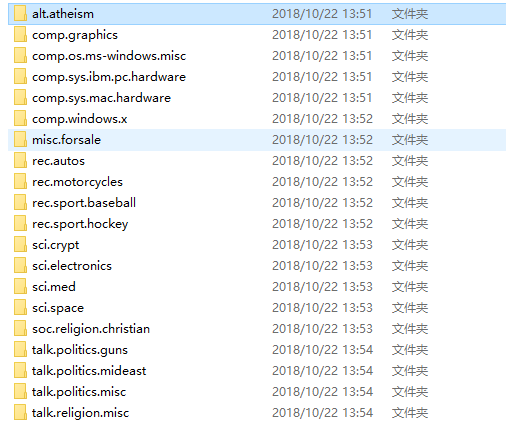 alt.atheism 2018/10/22 13:51 文件夹
comp.graphics 2018/10/22 13:51 文件夹
comp.os.ms-windows.misc 2018/10/22 13:51 文件夹
comp.sys.ibm.pc.hardware 2018/10/22 13:51 文件夹
comp.sys.mac.hardware 2018/10/22 13:51 文件夹
comp.windows.x 2018/10/22 13:52 文件夹
misc.forsale 2018/10/22 13:52 文件夹
rec.autos 2018/10/22 13:52 文件夹
rec.motorcycles 2018/10/22 13:52 文件夹
rec.sport.baseball 2018/10/22 13:52 文件夹
rec.sport.hockey 2018/10/22 13:52 文件夹
sci.crypt 2018/10/22 13:53 文件夹
sci.electronics 2018/10/22 13:53 文件夹
sci.med 2018/10/22 13:53 文件夹
sci.space 2018/10/22 13:53 文件夹
soc.religion.christian 2018/10/22 13:53 文件夹
talk.politics.guns 2018/10/22 13:54 文件夹
talk.politics.mideast 2018/10/22 13:54 文件夹
talk.politics.misc 2018/10/22 13:54 文件夹
talk.religion.misc 2018/10/22 13:54 文件夹